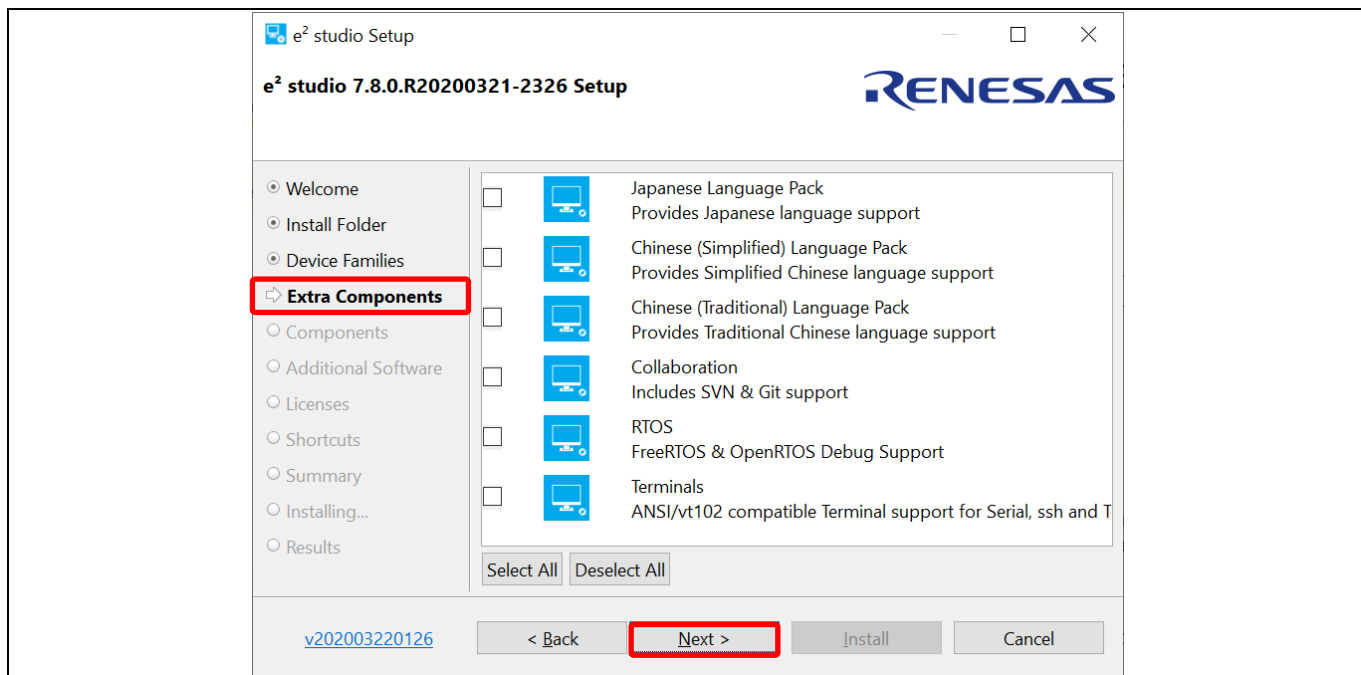 e² studio Setup
e² studio 7.8.0.R20200321-2326 Setup
RENESAS
Welcome
Install Folder
Device Families
Extra Components
Components
Additional Software
Licenses
Shortcuts
Summary
Installing...
Results
Japanese Language Pack
Provides Japanese language support
Chinese (Simplified) Language Pack
Provides Simplified Chinese language support
Chinese (Traditional) Language Pack
Provides Traditional Chinese language support
Collaboration
Includes SVN & Git support
RTOS
FreeRTOS & OpenRTOS Debug Support
Terminals
ANSI/vt102 compatible Terminal support for Serial, ssh and T
Select All Deselect All
v202003220126 < Back Next > Install Cancel